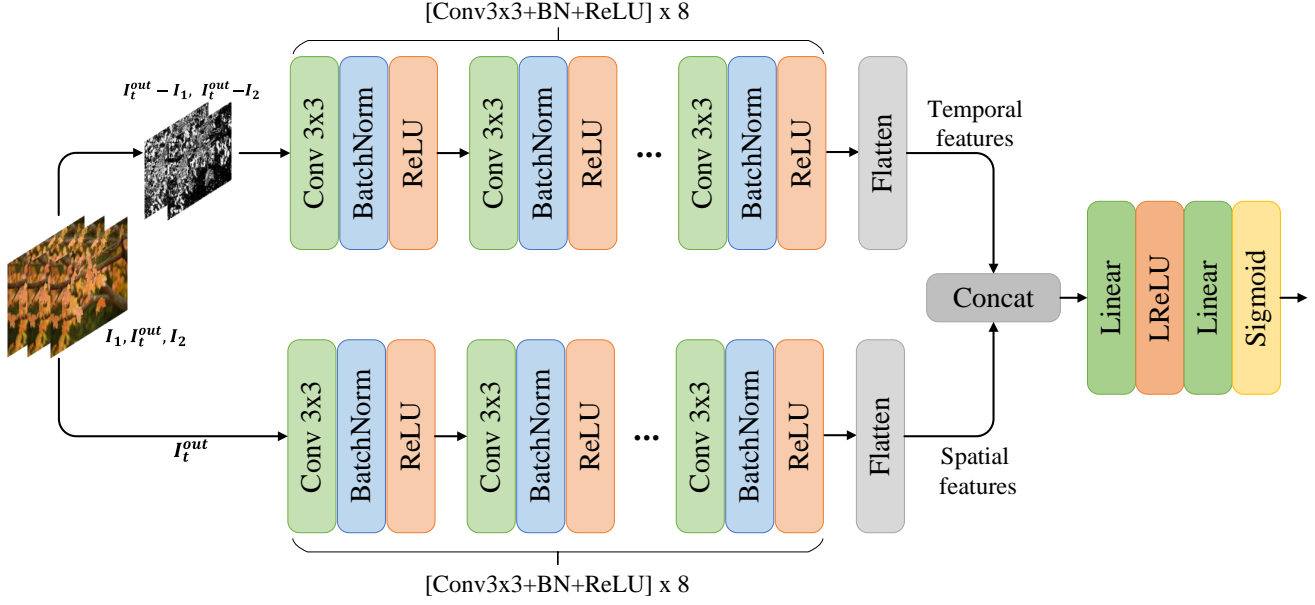 [Conv3x3+BN+ReLU] x 8
I_t^{out} − I_1, I_t^{out} − I_2
Conv 3x3
BatchNorm
ReLU
Conv 3x3
BatchNorm
ReLU
...
Conv 3x3
BatchNorm
ReLU
Flatten
Temporal
features
I_1, I_t^{out}, I_2
Concat
Linear
LReLU
Linear
Sigmoid
I_t^{out}
Conv 3x3
BatchNorm
ReLU
Conv 3x3
BatchNorm
ReLU
...
Conv 3x3
BatchNorm
ReLU
Flatten
Spatial
features
[Conv3x3+BN+ReLU] x 8